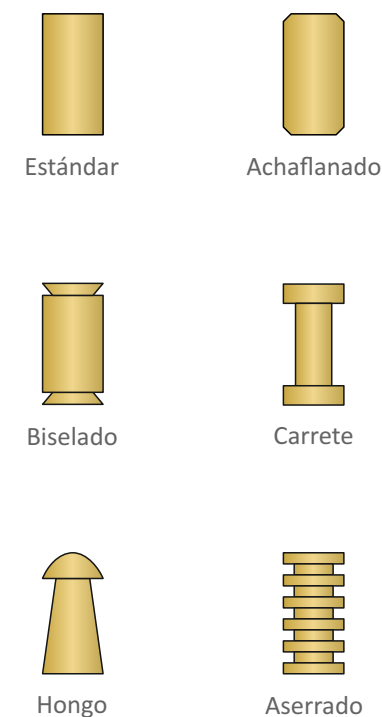 Estándar
Achaflanado
Biselado
Carrete
Hongo
Aserrado